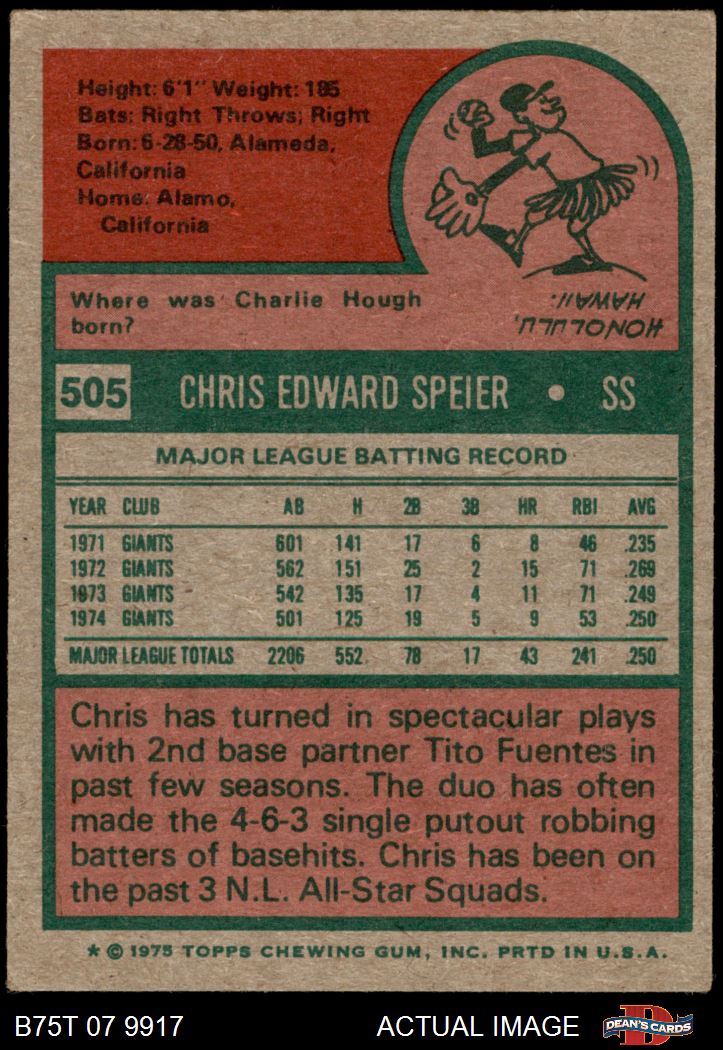 Height: 6'1" Weight: 185
Bats: Right Throws: Right
Born: 6-28-50, Alameda,
California
Home: Alamo,
California
Where was Charlie Hough
born?
HONOLULU,
HAWAII.
505 CHRIS EDWARD SPEIER • SS
MAJOR LEAGUE BATTING RECORD
YEAR CLUB AB H 2B 3B HR RBI AVG
1971 GIANTS 601 141 17 6 8 46 .235
1972 GIANTS 562 151 25 2 15 71 .269
1973 GIANTS 542 135 17 4 11 71 .249
1974 GIANTS 501 125 19 5 9 53 .250
MAJOR LEAGUE TOTALS 2206 552 78 17 43 241 .250
Chris has turned in spectacular plays
with 2nd base partner Tito Fuentes in
past few seasons. The duo has often
made the 4-6-3 single putout robbing
batters of basehits. Chris has been on
the past 3 N.L. All-Star Squads.
* © 1975 TOPPS CHEWING GUM, INC. PRTD IN U.S.A.
B75T 07 9917 ACTUAL IMAGE D DEAN'S CARDS